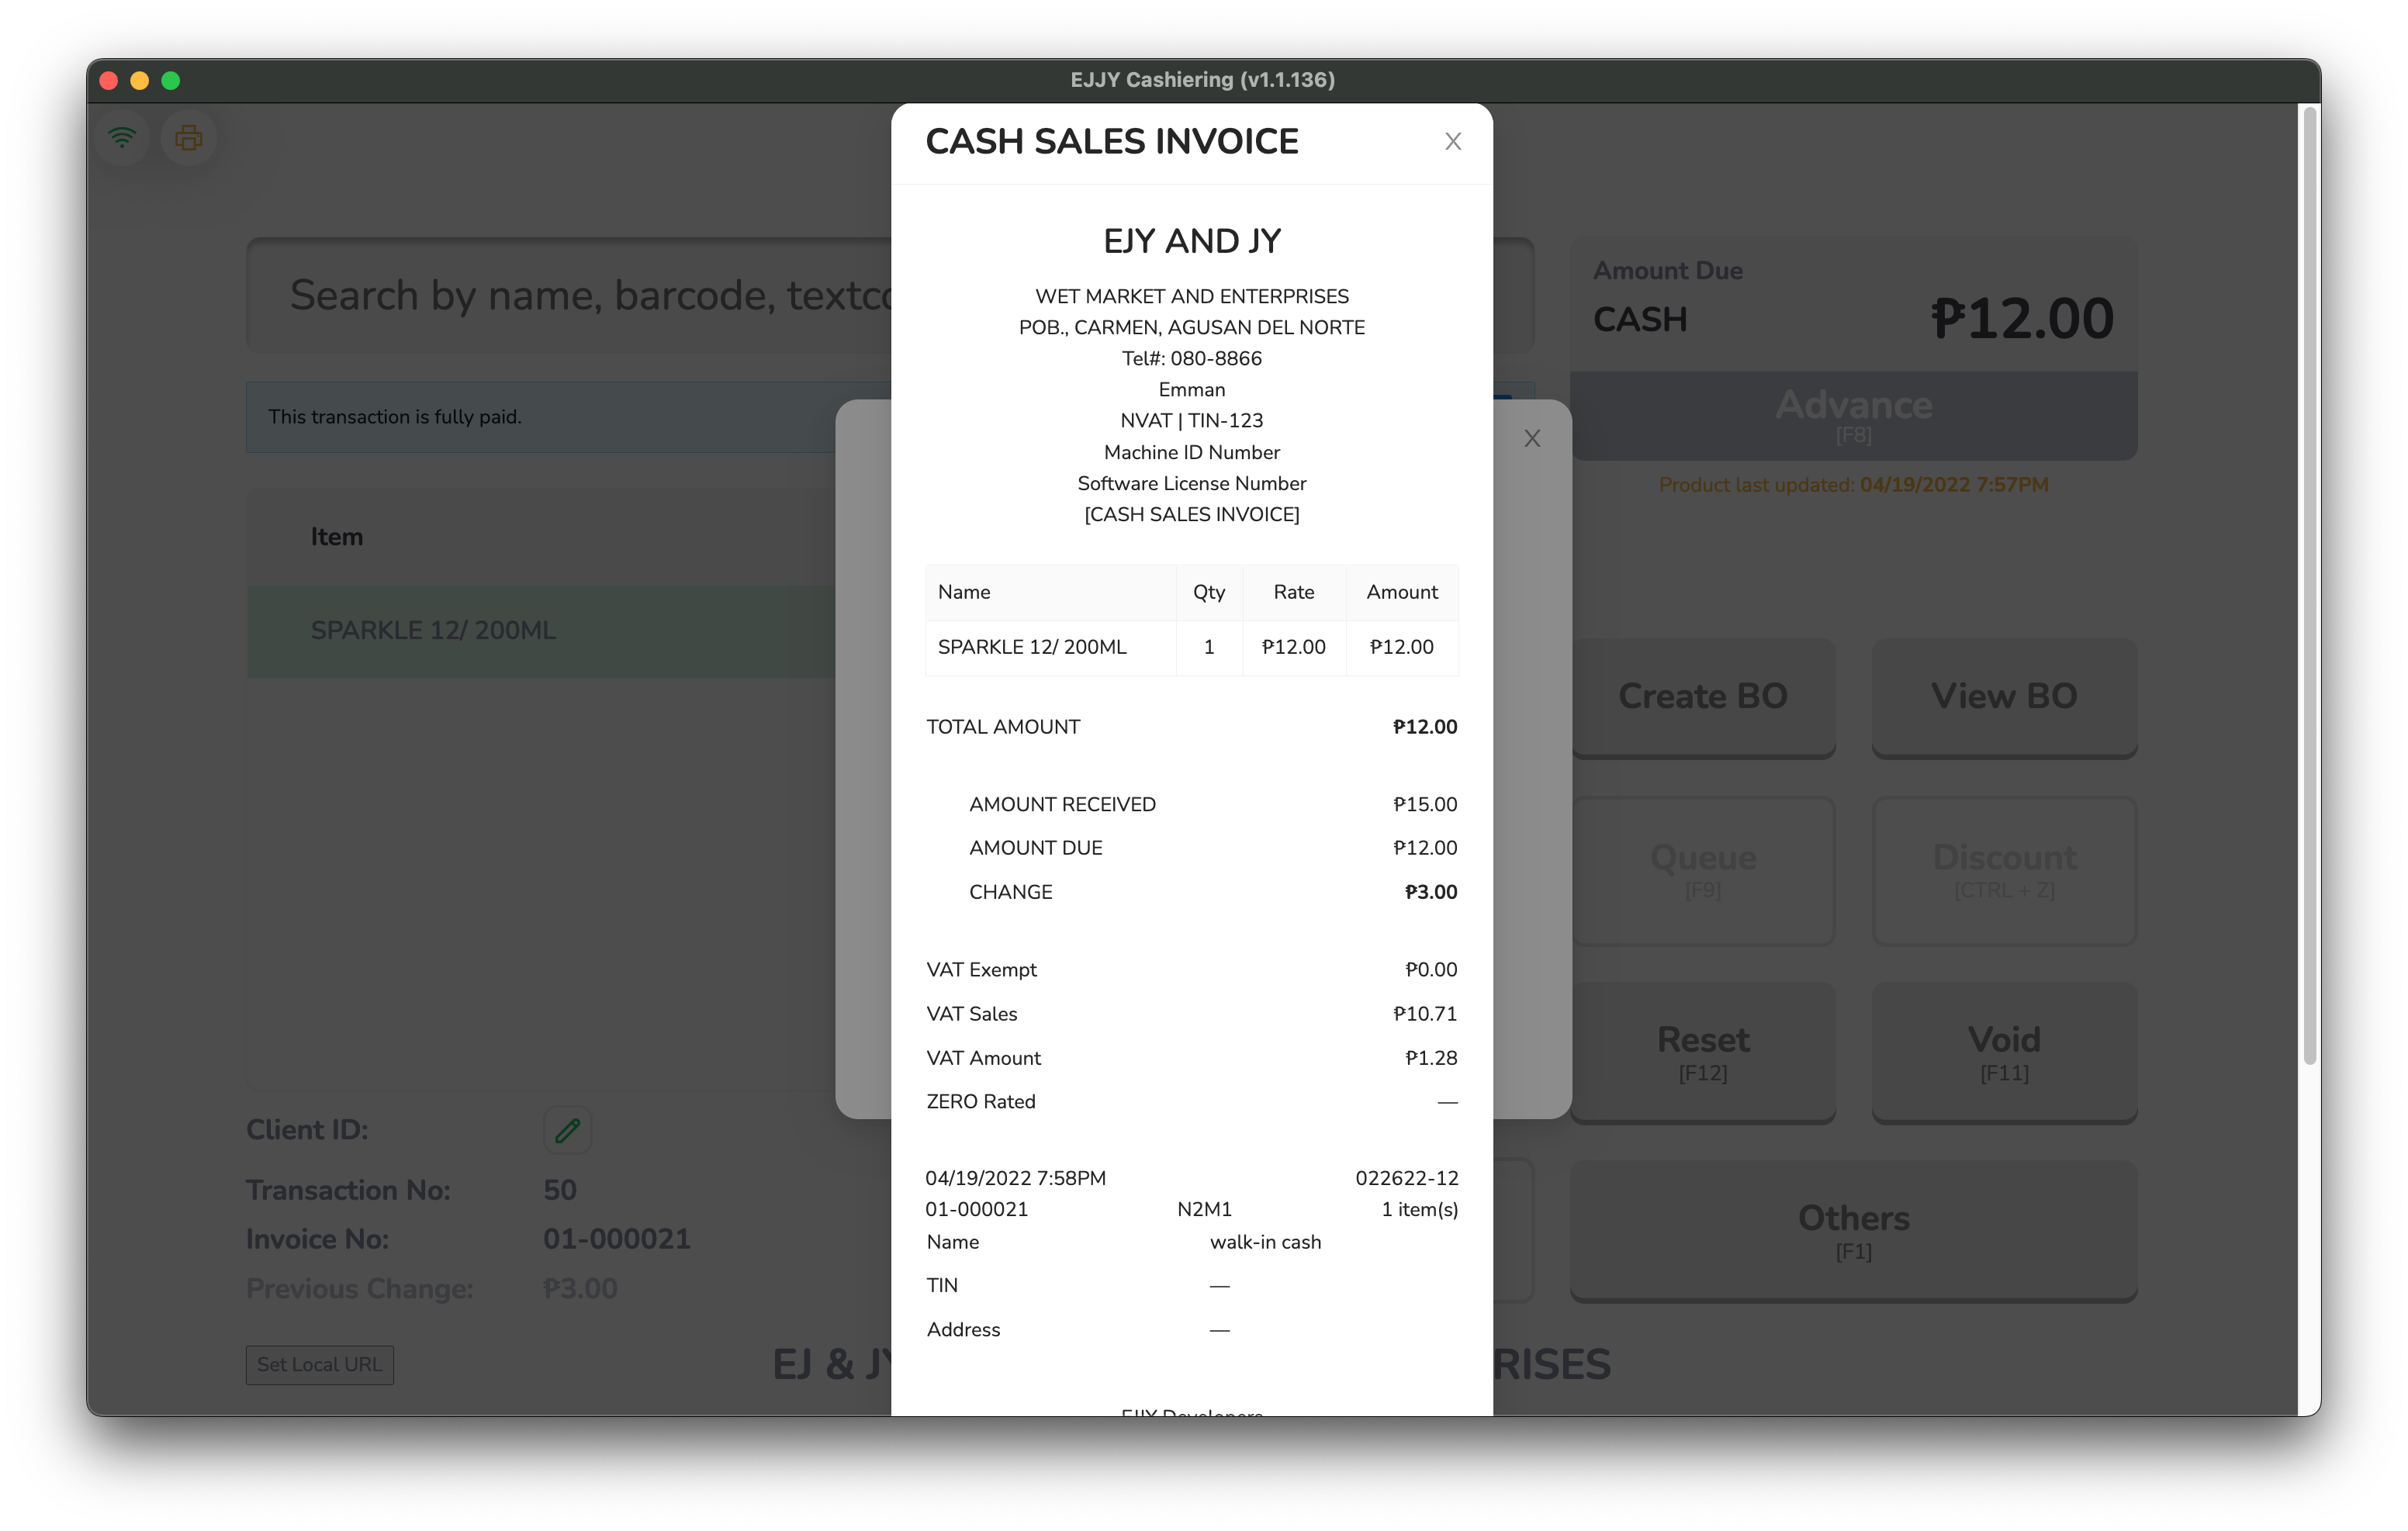 EJJY Cashiering (v1.1.136)
CASH SALES INVOICE
X
EJY AND JY
WET MARKET AND ENTERPRISES
POB., CARMEN, AGUSAN DEL NORTE
Tel#: 080-8866
Emman
NVAT | TIN-123
Machine ID Number
Software License Number
[CASH SALES INVOICE]
Name Qty Rate Amount
SPARKLE 12/ 200ML 1 ₱12.00 ₱12.00
TOTAL AMOUNT ₱12.00
AMOUNT RECEIVED ₱15.00
AMOUNT DUE ₱12.00
CHANGE ₱3.00
VAT Exempt ₱0.00
VAT Sales ₱10.71
VAT Amount ₱1.28
ZERO Rated —
04/19/2022 7:58PM 022622-12
01-000021 N2M1 1 item(s)
Name walk-in cash
TIN —
Address —
EJJY Developers
Search by name, barcode,
This transaction is fully paid.
Item
SPARKLE 12/ 200ML
Client ID:
Transaction No: 50
Invoice No: 01-000021
Previous Change: ₱3.00
Set Local URL
EJ &
X
Amount Due
CASH ₱12.00
Advance
[F8]
Product last updated: 04/19/2022 7:57PM
Create BO
View BO
Queue
[F9]
Discount
[CTRL + Z]
Reset
[F12]
Void
[F11]
Others
[F1]